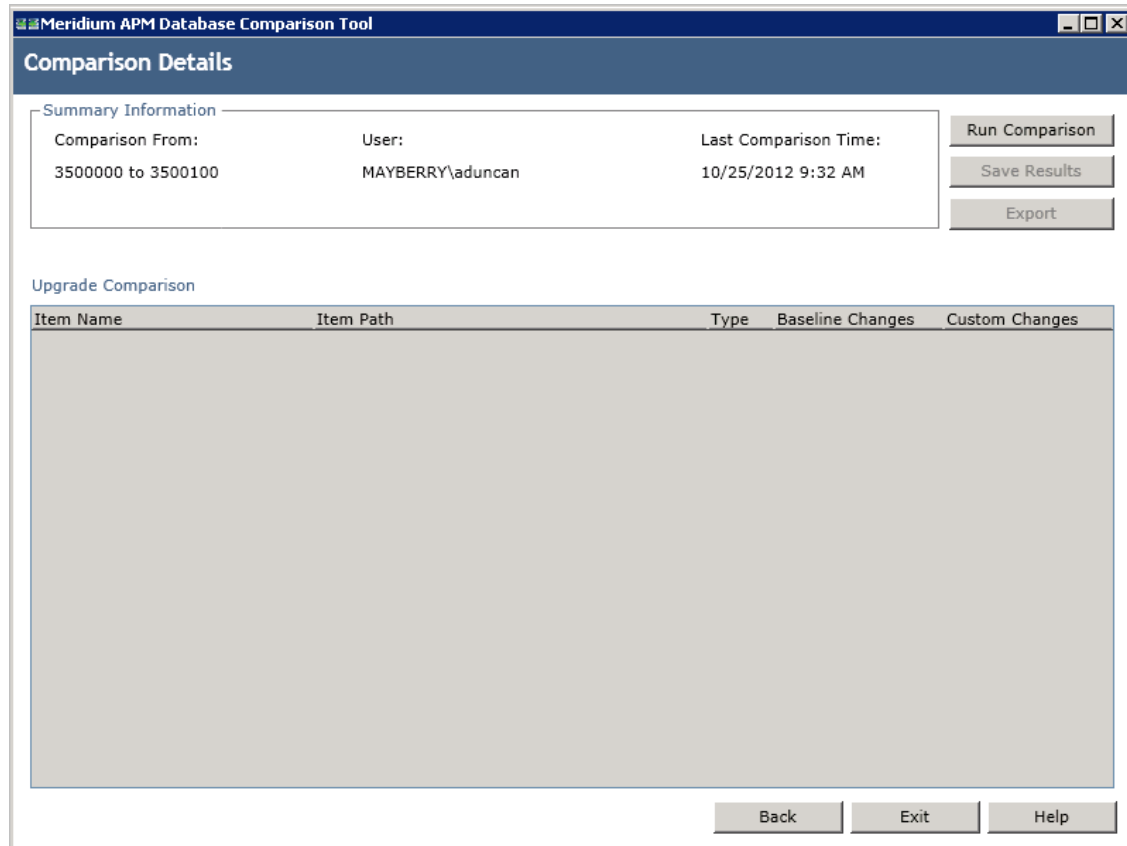 Meridium APM Database Comparison Tool
Comparison Details
Summary Information
Comparison From: User: Last Comparison Time:
3500000 to 3500100 MAYBERRY\aduncan 10/25/2012 9:32 AM
Run Comparison
Save Results
Export
Upgrade Comparison
Item Name Item Path Type Baseline Changes Custom Changes
Back Exit Help